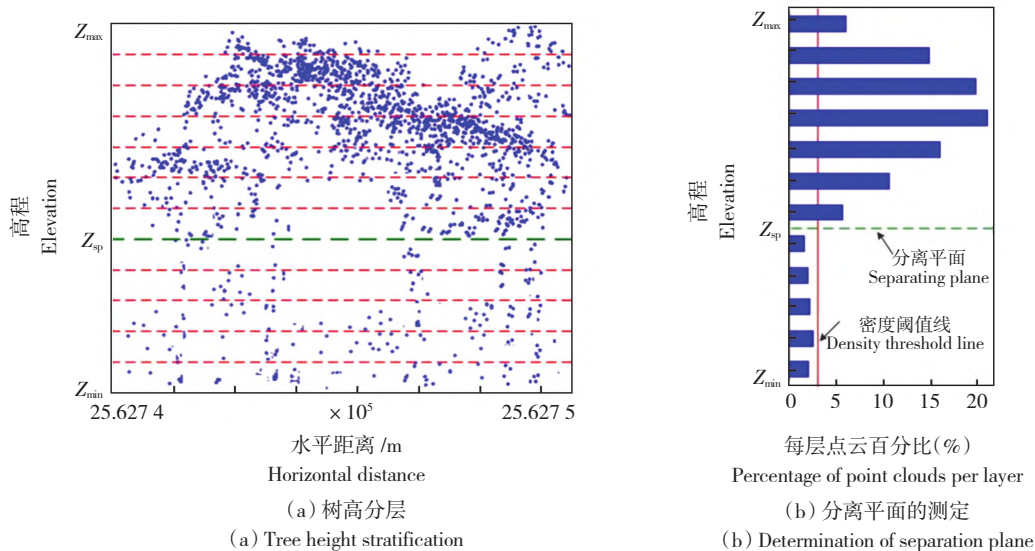 Zmax
高程
Elevation
Zsp
Zmin
25.627 4
× 10⁵
25.627 5
水平距离 /m
Horizontal distance
(a) 树高分层
(a) Tree height stratification
Zmax
高程
Elevation
Zsp
分离平面
Separating plane
密度阈值线
Density threshold line
Zmin
0
5
10
15
20
每层点云百分比(%)
Percentage of point clouds per layer
(b) 分离平面的测定
(b) Determination of separation plane